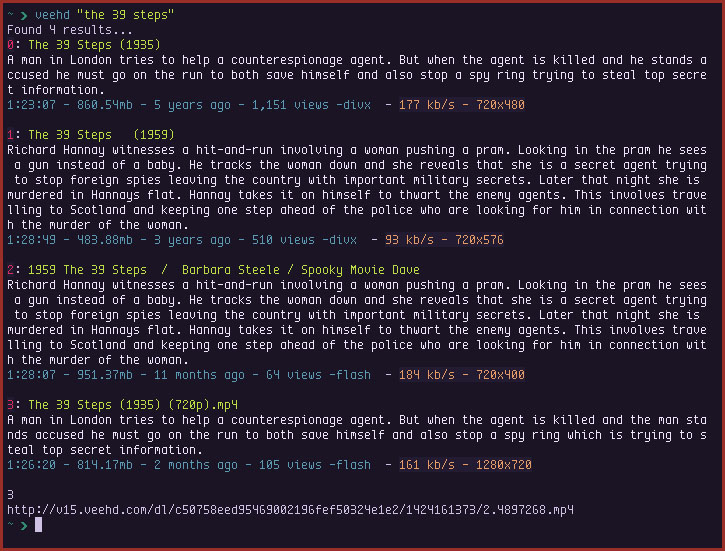 ~ ❯ veehd "the 39 steps"
Found 4 results...
0: The 39 Steps (1935)
A man in London tries to help a counterespionage agent. But when the agent is killed and he stands a
ccused he must go on the run to both save himself and also stop a spy ring trying to steal top secre
t information.
1:23:07 - 860.54mb - 5 years ago - 1,151 views -divx  - 177 kb/s - 720x480
1: The 39 Steps   (1959)
Richard Hannay witnesses a hit-and-run involving a woman pushing a pram. Looking in the pram he sees
 a gun instead of a baby. He tracks the woman down and she reveals that she is a secret agent trying
 to stop foreign spies leaving the country with important military secrets. Later that night she is
murdered in Hannays flat. Hannay takes it on himself to thwart the enemy agents. This involves trave
lling to Scotland and keeping one step ahead of the police who are looking for him in connection wit
h the murder of the woman.
1:28:49 - 483.88mb - 3 years ago - 510 views -divx  - 93 kb/s - 720x576
2: 1959 The 39 Steps  /  Barbara Steele / Spooky Movie Dave
Richard Hannay witnesses a hit-and-run involving a woman pushing a pram. Looking in the pram he sees
 a gun instead of a baby. He tracks the woman down and she reveals that she is a secret agent trying
 to stop foreign spies leaving the country with important military secrets. Later that night she is
murdered in Hannays flat. Hannay takes it on himself to thwart the enemy agents. This involves trave
lling to Scotland and keeping one step ahead of the police who are looking for him in connection wit
h the murder of the woman.
1:28:07 - 951.37mb - 11 months ago - 64 views -flash  - 184 kb/s - 720x400
3: The 39 Steps (1935) (720p).mp4
A man in London tries to help a counterespionage agent. But when the agent is killed and the man sta
nds accused he must go on the run to both save himself and also stop a spy ring which is trying to s
teal top secret information.
1:26:20 - 814.17mb - 2 months ago - 105 views -flash  - 161 kb/s - 1280x720
3
http://v15.veehd.com/dl/c50758eed95469002196fef50324e1e2/1424161373/2.4897268.mp4
~ ❯